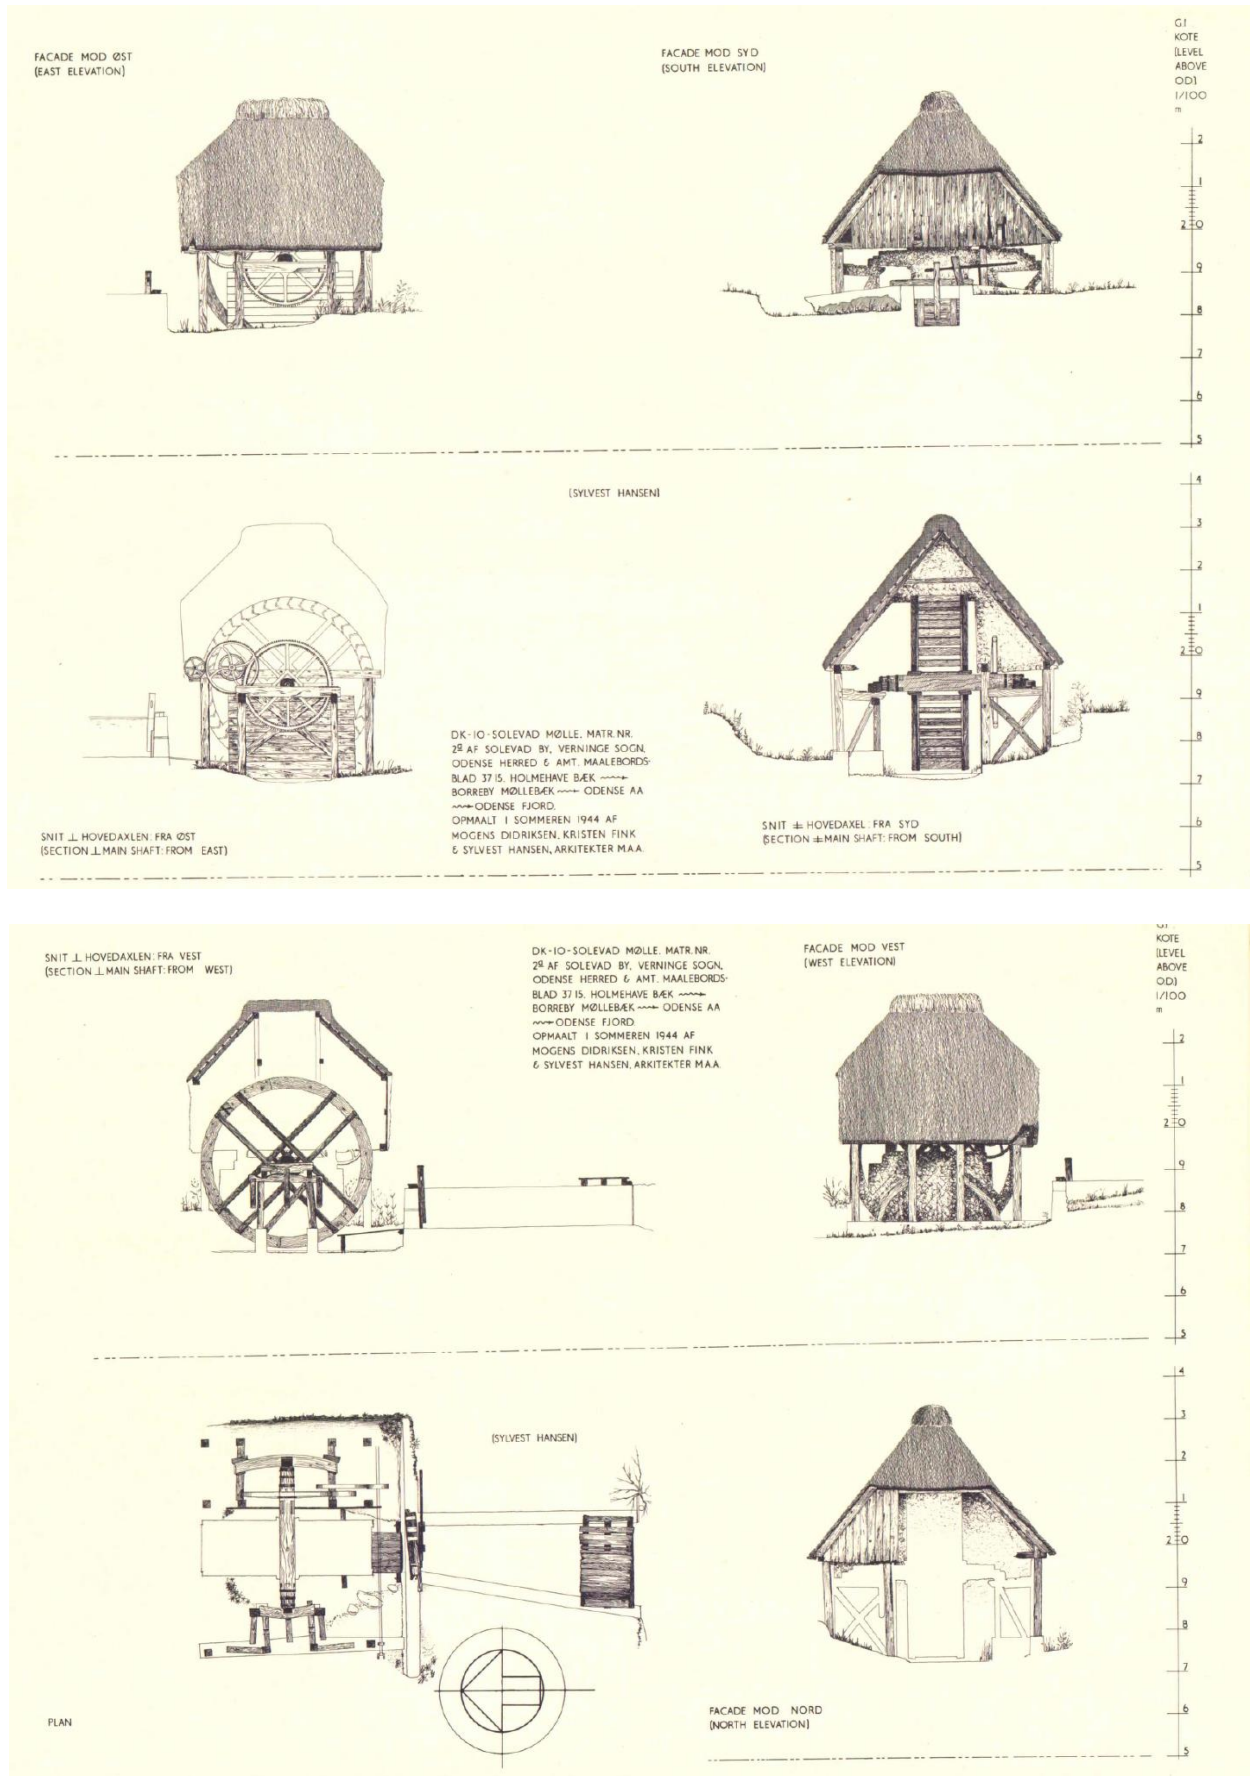 FACADE MOD ØST
(EAST ELEVATION)
FACADE MOD SYD
(SOUTH ELEVATION)
G.I.
KOTE
(LEVEL
ABOVE
O.D.)
1/100
m
2
1
2 0
9
8
7
6
5
(SYLVEST HANSEN)
4
3
2
1
2 0
9
8
7
6
5
DK-10-SOLEVAD MØLLE. MATR. NR.
2ª AF SOLEVAD BY, VERNINGE SOGN,
ODENSE HERRED & AMT. MAALEBORDS-
BLAD 3715. HOLMEHAVE BÆK
BORREBY MØLLEBÆK ODENSE AA
ODENSE FJORD.
OPMAALT I SOMMEREN 1944 AF
MOGENS DIDRIKSEN, KRISTEN FINK
& SYLVEST HANSEN, ARKITEKTER M.A.A.
SNIT ⊥ HOVEDAXLEN: FRA ØST
(SECTION ⊥ MAIN SHAFT: FROM EAST)
SNIT ⫩ HOVEDAXEL: FRA SYD
(SECTION ⫩ MAIN SHAFT: FROM SOUTH)
SNIT ⊥ HOVEDAXLEN: FRA VEST
(SECTION ⊥ MAIN SHAFT: FROM WEST)
DK-10-SOLEVAD MØLLE. MATR. NR.
2ª AF SOLEVAD BY, VERNINGE SOGN,
ODENSE HERRED & AMT. MAALEBORDS-
BLAD 3715. HOLMEHAVE BÆK
BORREBY MØLLEBÆK ODENSE AA
ODENSE FJORD.
OPMAALT I SOMMEREN 1944 AF
MOGENS DIDRIKSEN, KRISTEN FINK
& SYLVEST HANSEN, ARKITEKTER M.A.A.
FACADE MOD VEST
(WEST ELEVATION)
KOTE
(LEVEL
ABOVE
O.D.)
1/100
m
2
1
2 0
9
8
7
6
5
(SYLVEST HANSEN)
4
3
2
1
2 0
9
8
7
6
5
PLAN
FACADE MOD NORD
(NORTH ELEVATION)